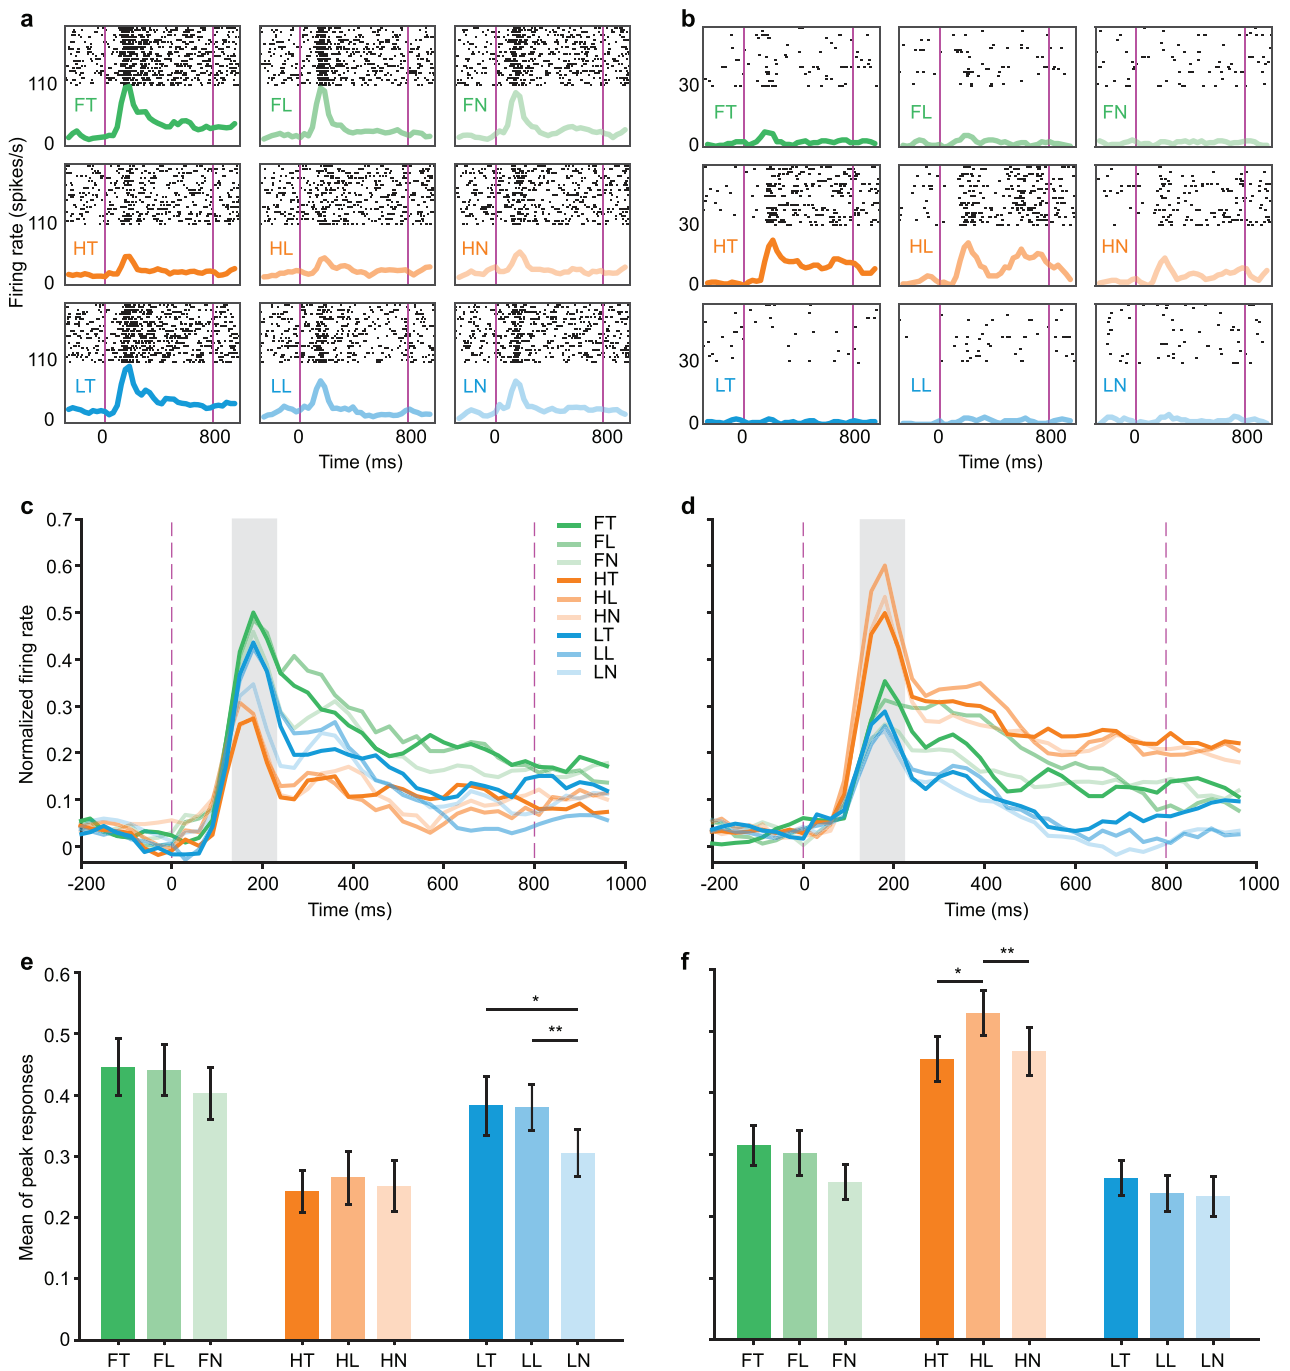 a
b
Firing rate (spikes/s)
110
FT
FL
FN
0
110
HT
HL
HN
0
110
LT
LL
LN
0
0
800
0
800
0
800
Time (ms)
30
FT
FL
FN
0
30
HT
HL
HN
0
30
LT
LL
LN
0
0
800
0
800
0
800
Time (ms)
c
d
Normalized firing rate
0.7
0.6
0.5
0.4
0.3
0.2
0.1
0
FT
FL
FN
HT
HL
HN
LT
LL
LN
-200
0
200
400
600
800
1000
Time (ms)
-200
0
200
400
600
800
1000
Time (ms)
e
f
Mean of peak responses
0.6
0.5
0.4
0.3
0.2
0.1
0
*
**
FT
FL
FN
HT
HL
HN
LT
LL
LN
*
**
FT
FL
FN
HT
HL
HN
LT
LL
LN